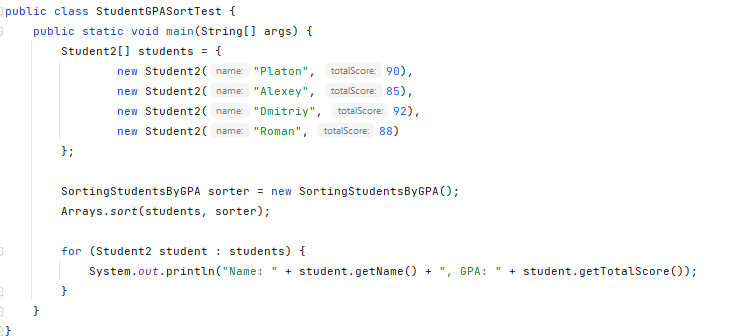 public class StudentGPASortTest {
public static void main(String[] args) {
Student2[] students = {
new Student2( name: "Platon", totalScore: 90),
new Student2( name: "Alexey", totalScore: 85),
new Student2( name: "Dmitriy", totalScore: 92),
new Student2( name: "Roman", totalScore: 88)
};
SortingStudentsByGPA sorter = new SortingStudentsByGPA();
Arrays.sort(students, sorter);
for (Student2 student : students) {
System.out.println("Name: " + student.getName() + ", GPA: " + student.getTotalScore());
}
}
}